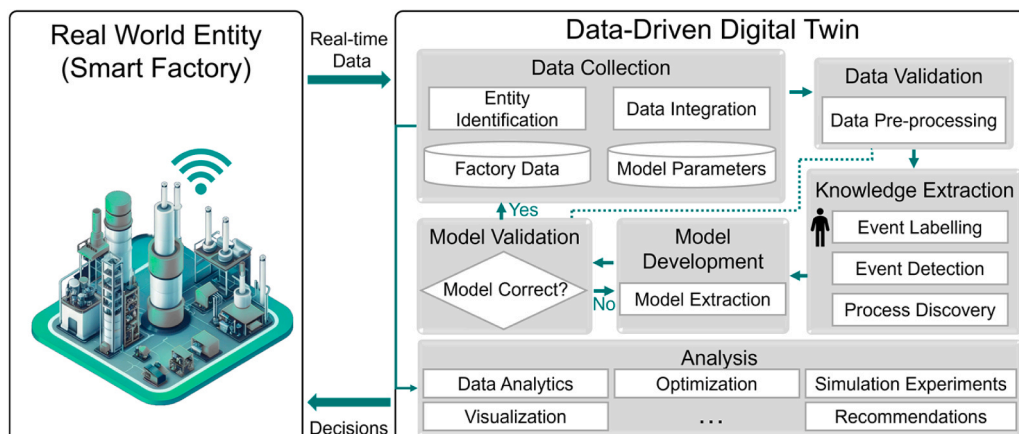 Real World Entity
(Smart Factory)
Real-time
Data
Decisions
Data-Driven Digital Twin
Data Collection
Entity
Identification
Data Integration
Factory Data
Model Parameters
Data Validation
Data Pre-processing
Knowledge Extraction
Event Labelling
Event Detection
Process Discovery
Model
Development
Model Extraction
Model Validation
Model Correct?
Yes
No
Analysis
Data Analytics
Optimization
Simulation Experiments
Visualization
...
Recommendations